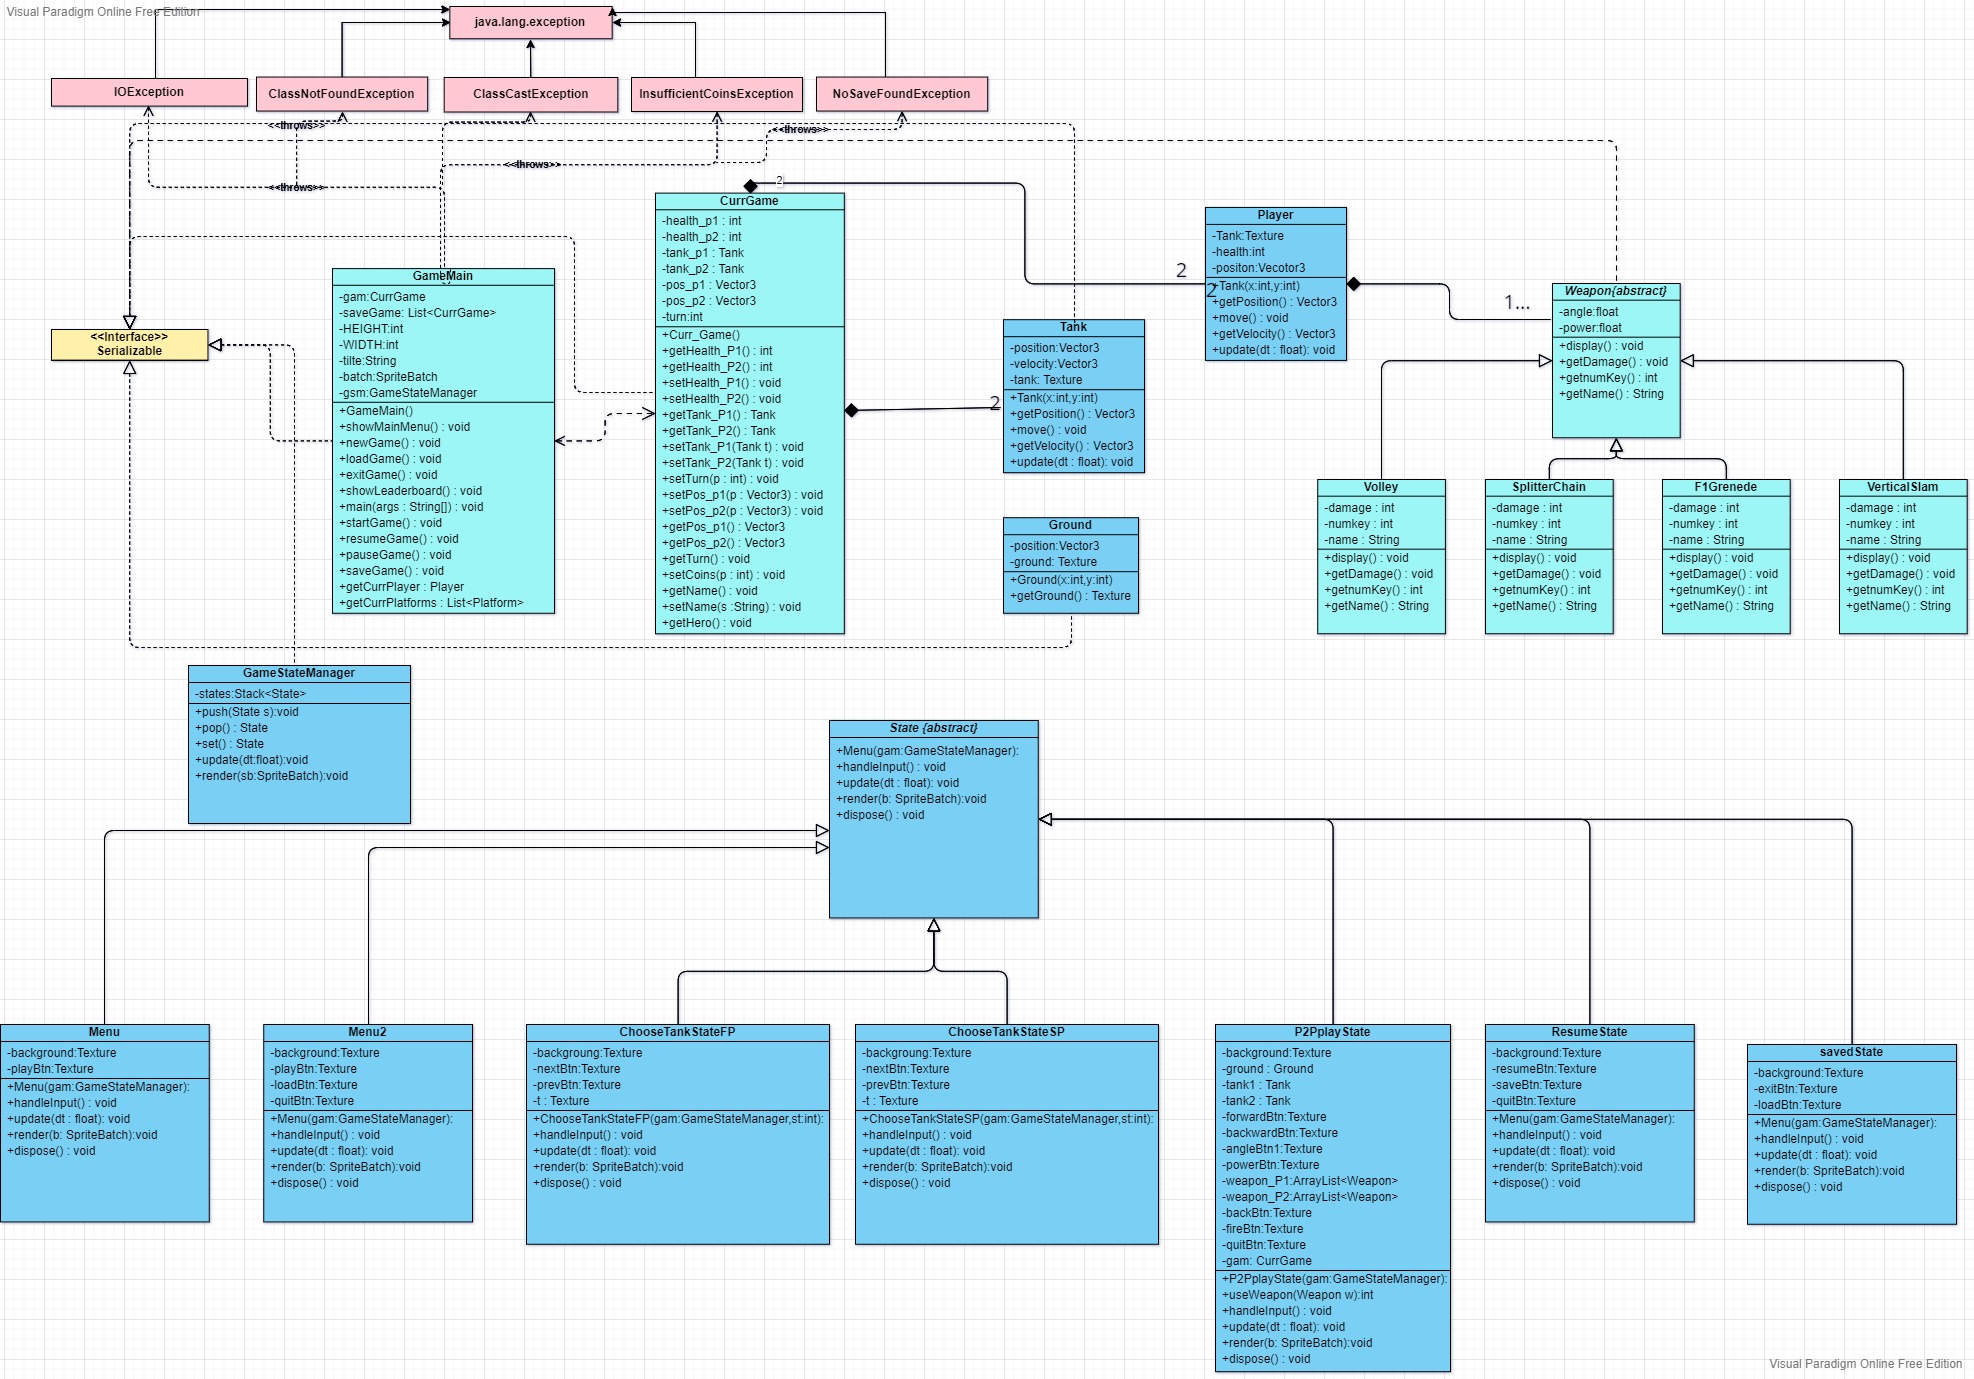 Visual Paradigm Online Free Edition
java.lang.exception
IOException
ClassNotFoundException
ClassCastException
InsufficientCoinsException
NoSaveFoundException
<<throws>>
<<throws>>
<<throws>>
<<throws>>
<<Interface>>
Serializable
GameMain
-gam:CurrGame
-saveGame: List<CurrGame>
-HEIGHT:int
-WIDTH:int
-tilte:String
-batch:SpriteBatch
-gsm:GameStateManager
+GameMain()
+showMainMenu() : void
+newGame() : void
+loadGame() : void
+exitGame() : void
+showLeaderboard() : void
+main(args : String[]) : void
+startGame() : void
+resumeGame() : void
+pauseGame() : void
+saveGame() : void
+getCurrPlayer : Player
+getCurrPlatforms : List<Platform>
2
CurrGame
-health_p1 : int
-health_p2 : int
-tank_p1 : Tank
-tank_p2 : Tank
-pos_p1 : Vector3
-pos_p2 : Vector3
-turn:int
+Curr_Game()
+getHealth_P1() : int
+getHealth_P2() : int
+setHealth_P1() : void
+setHealth_P2() : void
+getTank_P1() : Tank
+getTank_P2() : Tank
+setTank_P1(Tank t) : void
+setTank_P2(Tank t) : void
+setTurn(p : int) : void
+setPos_p1(p : Vector3) : void
+setPos_p2(p : Vector3) : void
+getPos_p1() : Vector3
+getPos_p2() : Vector3
+getTurn() : void
+setCoins(p : int) : void
+getName() : void
+setName(s :String) : void
+getHero() : void
2
Tank
-position:Vector3
-velocity:Vector3
-tank: Texture
+Tank(x:int,y:int)
+getPosition() : Vector3
+move() : void
+getVelocity() : Vector3
+update(dt : float): void
Ground
-position:Vector3
-ground: Texture
+Ground(x:int,y:int)
+getGround() : Texture
2
2
Player
-Tank:Texture
-health:int
-positon:Vecotor3
+Tank(x:int,y:int)
+getPosition() : Vector3
+move() : void
+getVelocity() : Vector3
+update(dt : float): void
1...
Weapon{abstract}
-angle:float
-power:float
+display() : void
+getDamage() : void
+getnumKey() : int
+getName() : String
Volley
-damage : int
-numkey : int
-name : String
+display() : void
+getDamage() : void
+getnumKey() : int
+getName() : String
SplitterChain
-damage : int
-numkey : int
-name : String
+display() : void
+getDamage() : void
+getnumKey() : int
+getName() : String
F1Grenede
-damage : int
-numkey : int
-name : String
+display() : void
+getDamage() : void
+getnumKey() : int
+getName() : String
VerticalSlam
-damage : int
-numkey : int
-name : String
+display() : void
+getDamage() : void
+getnumKey() : int
+getName() : String
GameStateManager
-states:Stack<State>
+push(State s):void
+pop() : State
+set() : State
+update(dt:float):void
+render(sb:SpriteBatch):void
State {abstract}
+Menu(gam:GameStateManager):
+handleInput() : void
+update(dt : float): void
+render(b: SpriteBatch):void
+dispose() : void
Menu
-background:Texture
-playBtn:Texture
+Menu(gam:GameStateManager):
+handleInput() : void
+update(dt : float): void
+render(b: SpriteBatch):void
+dispose() : void
Menu2
-background:Texture
-playBtn:Texture
-loadBtn:Texture
-quitBtn:Texture
+Menu(gam:GameStateManager):
+handleInput() : void
+update(dt : float): void
+render(b: SpriteBatch):void
+dispose() : void
ChooseTankStateFP
-backgroung:Texture
-nextBtn:Texture
-prevBtn:Texture
-t : Texture
+ChooseTankStateFP(gam:GameStateManager,st:int):
+handleInput() : void
+update(dt : float): void
+render(b: SpriteBatch):void
+dispose() : void
ChooseTankStateSP
-backgroung:Texture
-nextBtn:Texture
-prevBtn:Texture
-t : Texture
+ChooseTankStateSP(gam:GameStateManager,st:int):
+handleInput() : void
+update(dt : float): void
+render(b: SpriteBatch):void
+dispose() : void
P2PplayState
-background:Texture
-ground : Ground
-tank1 : Tank
-tank2 : Tank
-forwardBtn:Texture
-backwardBtn:Texture
-angleBtn1:Texture
-powerBtn:Texture
-weapon_P1:ArrayList<Weapon>
-weapon_P2:ArrayList<Weapon>
-backBtn:Texture
-fireBtn:Texture
-quitBtn:Texture
-gam: CurrGame
+P2PplayState(gam:GameStateManager):
+useWeapon(Weapon w):int
+handleInput() : void
+update(dt : float): void
+render(b: SpriteBatch):void
+dispose() : void
ResumeState
-background:Texture
-resumeBtn:Texture
-saveBtn:Texture
-quitBtn:Texture
+Menu(gam:GameStateManager):
+handleInput() : void
+update(dt : float): void
+render(b: SpriteBatch):void
+dispose() : void
savedState
-background:Texture
-exitBtn:Texture
-loadBtn:Texture
+Menu(gam:GameStateManager):
+handleInput() : void
+update(dt : float): void
+render(b: SpriteBatch):void
+dispose() : void
Visual Paradigm Online Free Edition